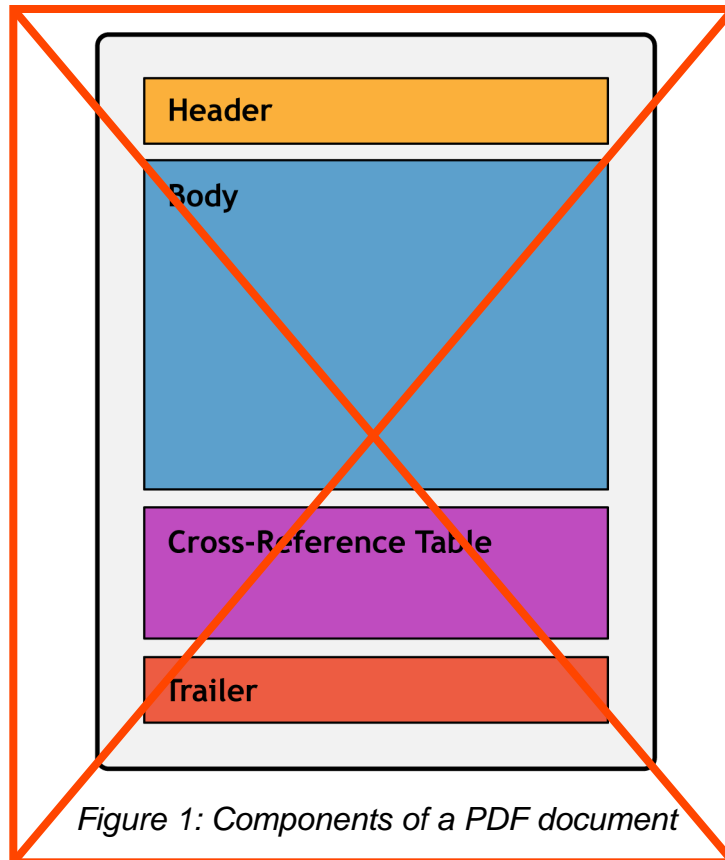 Header
Body
Cross-Reference Table
Trailer
Figure 1: Components of a PDF document